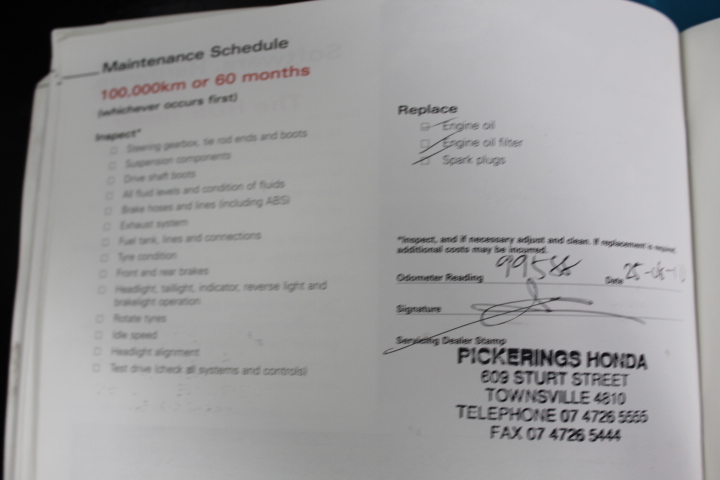 Maintenance Schedule
100,000km or 60 months
(whichever occurs first)
Inspect*
Steering gearbox, tie rod ends and boots
Suspension components
Drive shaft boots
All fluid levels and condition of fluids
Brake hoses and lines (including ABS)
Exhaust system
Fuel tank, lines and connections
Tyre condition
Front and rear brakes
Headlight, taillight, indicator, reverse light and
brakelight operation
Rotate tyres
Idle speed
Headlight alignment
Test drive (check all systems and controls)
Replace
Engine oil
Engine oil filter
Spark plugs
*Inspect, and if necessary adjust and clean. If replacement is required,
additional costs may be incurred.
Odometer Reading 99588 Date
Signature
Servicing Dealer Stamp
PICKERINGS HONDA
609 STURT STREET
TOWNSVILLE 4810
TELEPHONE 07 4726 5555
FAX 07 4726 5444